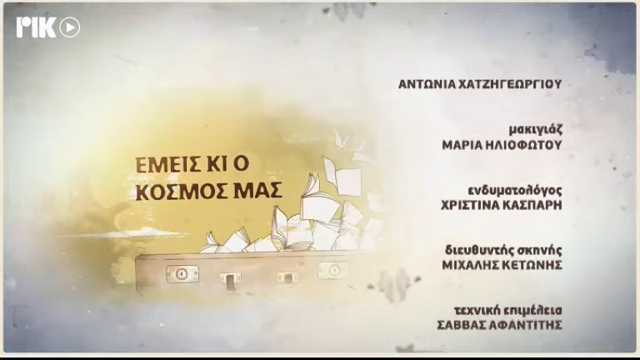 ΡΙΚ
ΕΜΕΙΣ ΚΙ Ο
ΚΟΣΜΟΣ ΜΑΣ
ΑΝΤΩΝΙΑ ΧΑΤΖΗΓΕΩΡΓΙΟΥ
μακιγιάζ
ΜΑΡΙΑ ΗΛΙΟΦΩΤΟΥ
ενδυματολόγος
ΧΡΙΣΤΙΝΑ ΚΑΣΠΑΡΗ
διευθυντής σκηνής
ΜΙΧΑΛΗΣ ΚΕΤΩΝΗΣ
τεχνική επιμέλεια
ΣΑΒΒΑΣ ΑΦΑΝΤΙΤΗΣ